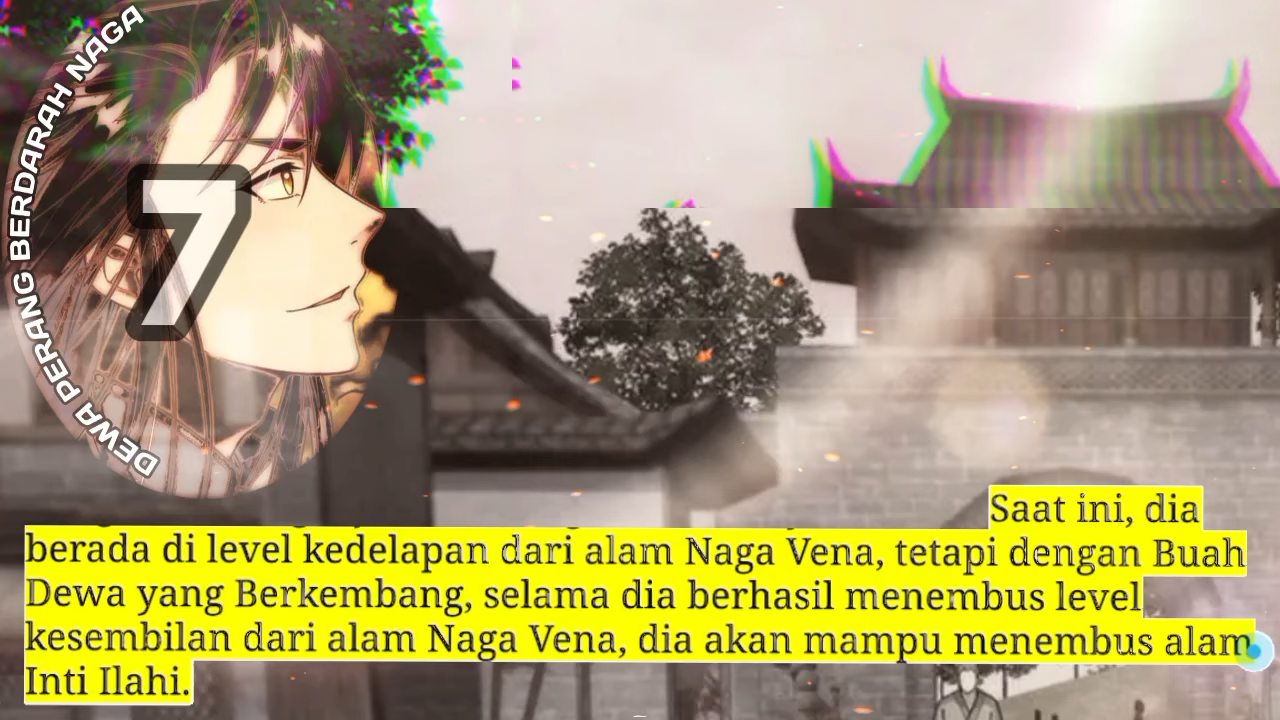 DEWA PERANG BERDARAH NAGA
7
Saat ini, dia
berada di level kedelapan dari alam Naga Vena, tetapi dengan Buah
Dewa yang Berkembang, selama dia berhasil menembus level
kesembilan dari alam Naga Vena, dia akan mampu menembus alam
Inti Ilahi.